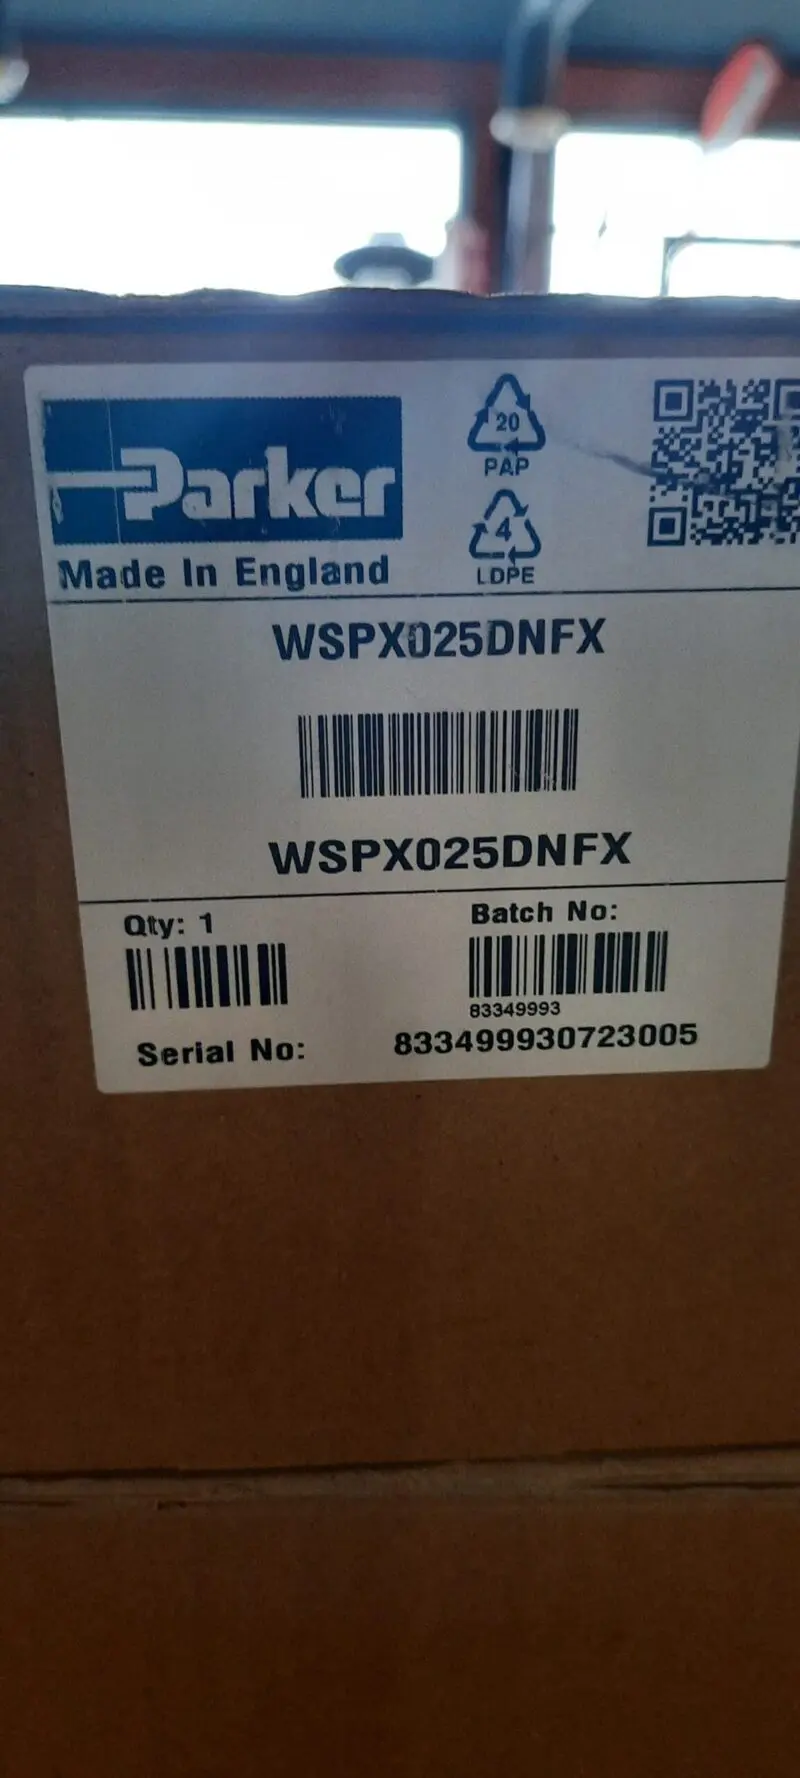 Parker
20
PAP
4
LDPE
Made In England
WSPX025DNFX
WSPX025DNFX
Qty: 1
Batch No:
83349993
Serial No: 833499930723005